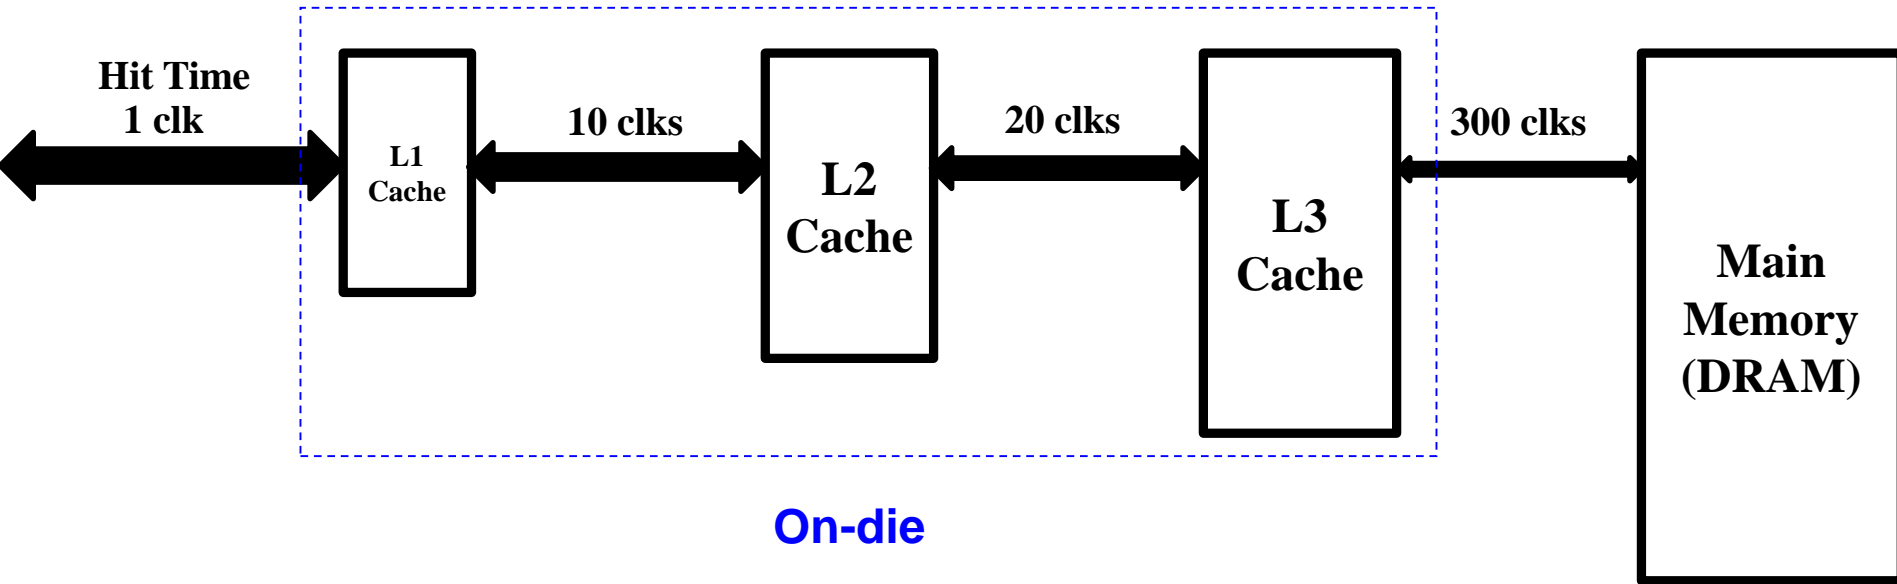 Hit Time
1 clk
L1
Cache
10 clks
L2
Cache
20 clks
L3
Cache
300 clks
Main
Memory
(DRAM)
On-die